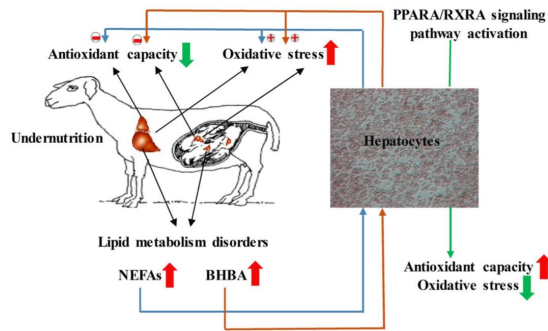 PPARA/RXRA signaling
pathway activation
Antioxidant capacity
Oxidative stress
Undernutrition
Hepatocytes
Lipid metabolism disorders
NEFAs
BHBA
Antioxidant capacity
Oxidative stress